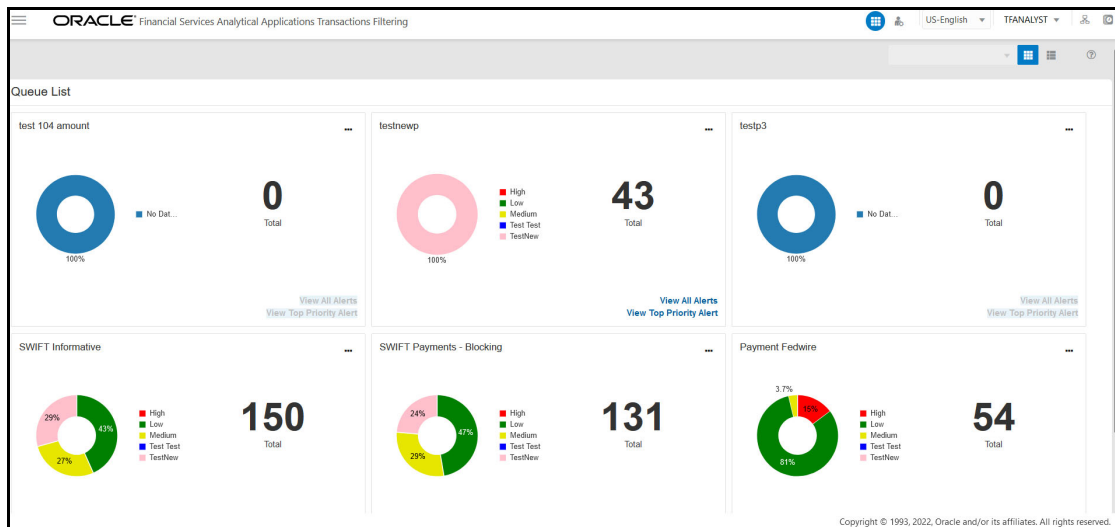 ORACLE® Financial Services Analytical Applications Transactions Filtering
US-English
TFANALYST
Queue List
test 104 amount
100%
No Dat...
0
Total
View All Alerts
View Top Priority Alert
testnewp
100%
High
Low
Medium
Test Test
TestNew
43
Total
View All Alerts
View Top Priority Alert
testp3
100%
No Dat...
0
Total
View All Alerts
View Top Priority Alert
SWIFT Informative
29%
43%
27%
High
Low
Medium
Test Test
TestNew
150
Total
SWIFT Payments - Blocking
24%
47%
29%
High
Low
Medium
Test Test
TestNew
131
Total
Payment Fedwire
3.7%
15%
81%
High
Low
Medium
Test Test
TestNew
54
Total
Copyright © 1993, 2022, Oracle and/or its affiliates. All rights reserved.